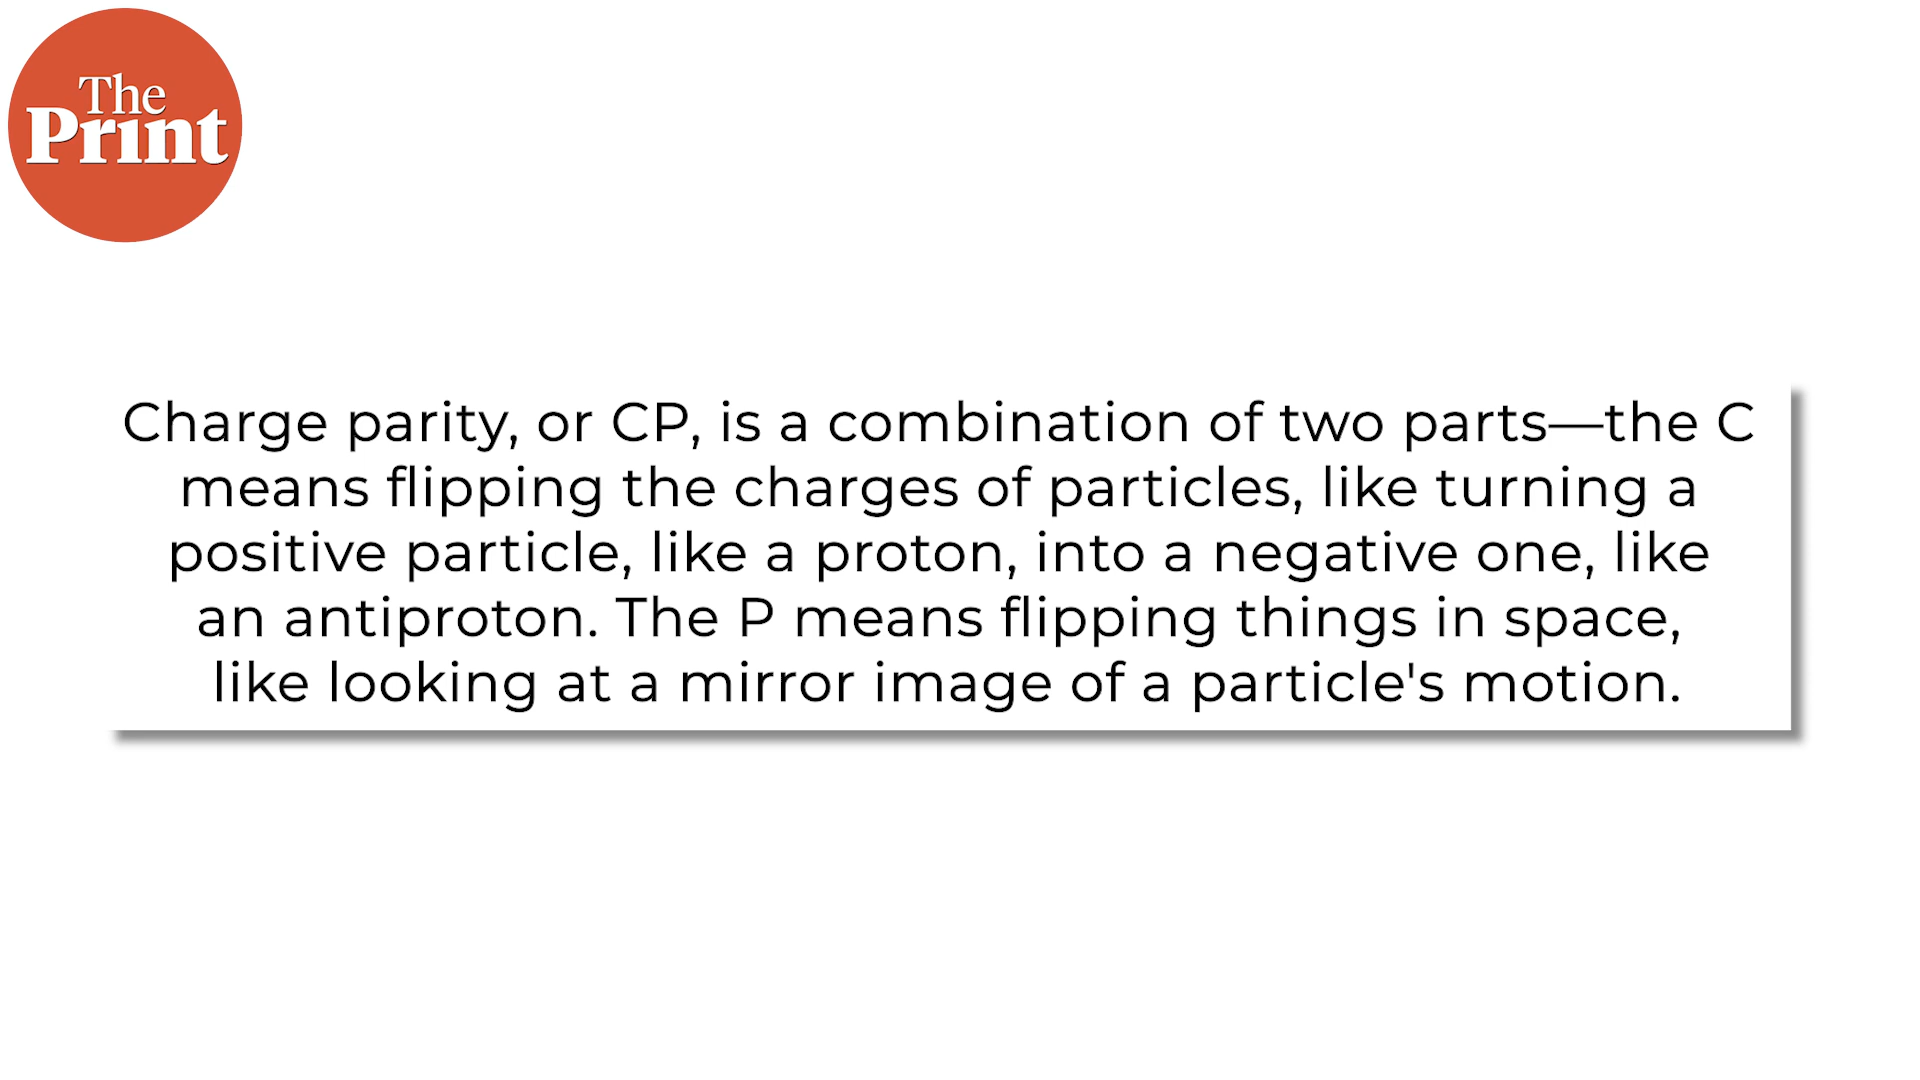 The
Print
Charge parity, or CP, is a combination of two parts—the C
means flipping the charges of particles, like turning a
positive particle, like a proton, into a negative one, like
an antiproton. The P means flipping things in space,
like looking at a mirror image of a particle's motion.